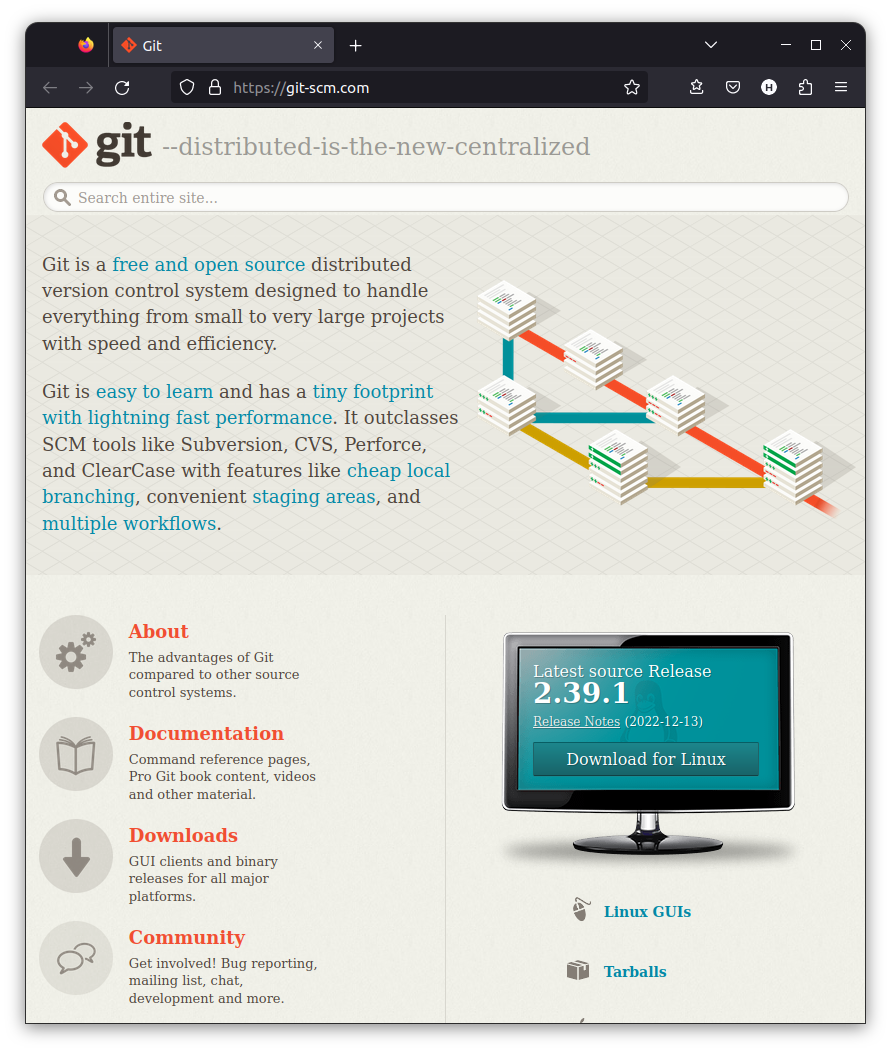 Git
https://git-scm.com
git --distributed-is-the-new-centralized
Search entire site...
Git is a free and open source distributed
version control system designed to handle
everything from small to very large projects
with speed and efficiency.
Git is easy to learn and has a tiny footprint
with lightning fast performance. It outclasses
SCM tools like Subversion, CVS, Perforce,
and ClearCase with features like cheap local
branching, convenient staging areas, and
multiple workflows.
About
The advantages of Git
compared to other source
control systems.
Documentation
Command reference pages,
Pro Git book content, videos
and other material.
Downloads
GUI clients and binary
releases for all major
platforms.
Community
Get involved! Bug reporting,
mailing list, chat,
development and more.
Latest source Release
2.39.1
Release Notes (2022-12-13)
Download for Linux
Linux GUIs
Tarballs